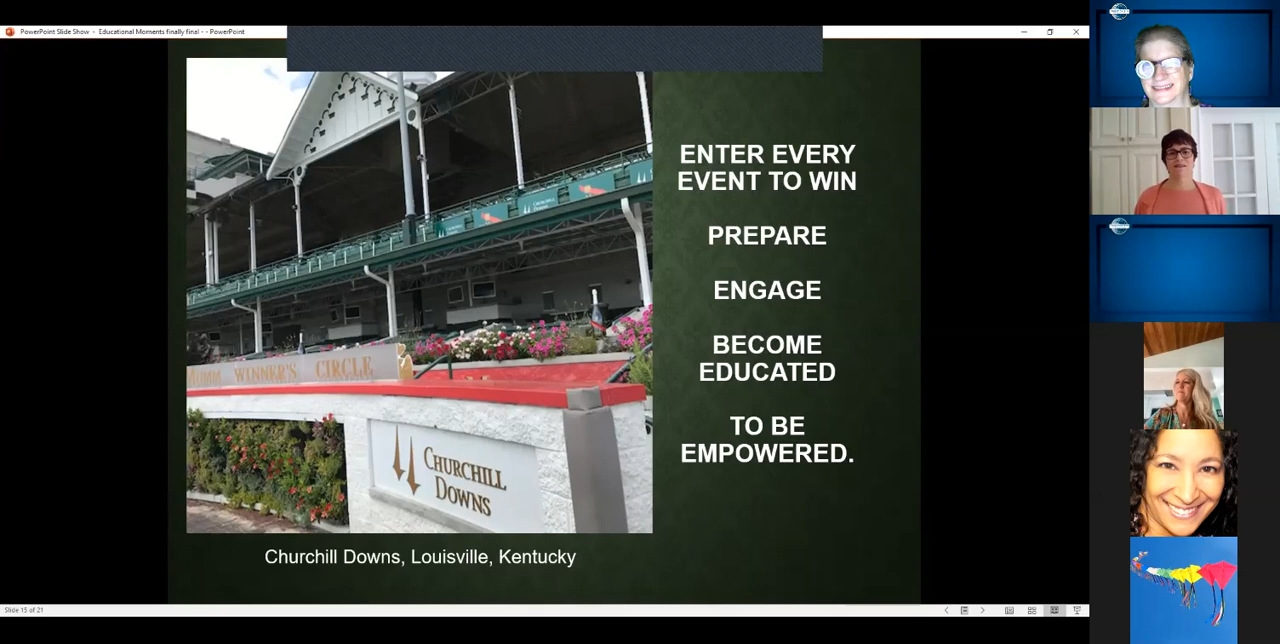 PowerPoint Slide Show - Educational Moments finally final - - PowerPoint
ENTER EVERY
EVENT TO WIN
PREPARE
ENGAGE
BECOME
EDUCATED
TO BE
EMPOWERED.
WINNER'S CIRCLE
CHURCHILL
DOWNS
Churchill Downs, Louisville, Kentucky
Slide 15 of 21